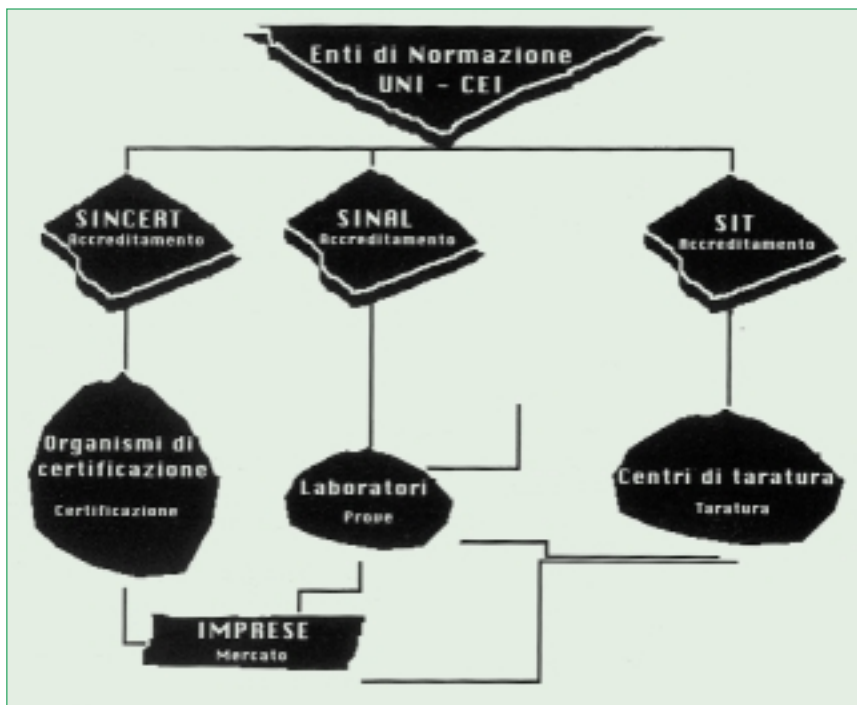 Enti di Normazione
UNI - CEI
SINCERT
Accreditamento
SINAL
Accreditamento
SIT
Accreditamento
Organismi di
certificazione
Certificazione
Laboratori
Prove
Centri di taratura
Taratura
IMPRESE
Mercato